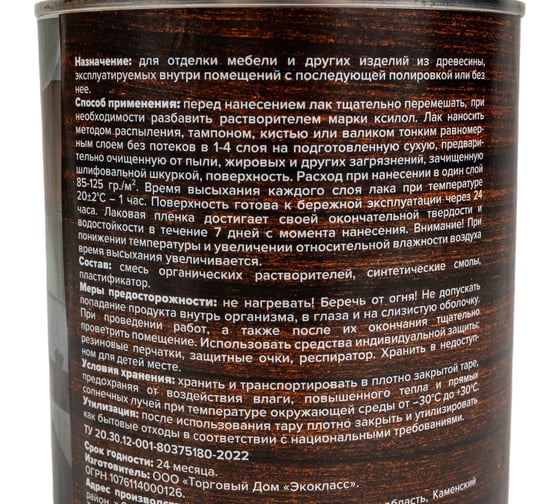 Назначение: для отделки мебели и других изделий из древесины,
эксплуатируемых внутри помещений с последующей полировкой или без
нее.
Способ применения: перед нанесением лак тщательно перемешать, при
необходимости разбавить растворителем марки ксилол. Лак наносить
методом распыления, тампоном, кистью или валиком тонким равномер-
ным слоем без потеков в 1-4 слоя на подготовленную сухую, предвари-
тельно очищенную от пыли, жировых и других загрязнений, зачищенную
шлифовальной шкуркой, поверхность. Расход при нанесении в один слой
85-125 гр./м². Время высыхания каждого слоя лака при температуре
20±2°С – 1 час. Поверхность готова к бережной эксплуатации через 24
часа. Лаковая плёнка достигает своей окончательной твердости и
водостойкости в течение 7 дней с момента нанесения. Внимание! При
понижении температуры и увеличении относительной влажности воздуха
время высыхания увеличивается.
Состав: смесь органических растворителей, синтетические смолы,
пластификатор.
Меры предосторожности: не нагревать! Беречь от огня! Не допускать
попадание продукта внутрь организма, в глаза и на слизистую оболочку.
При проведении работ, а также после их окончания тщательно
проветрить помещение. Использовать средства индивидуальной защиты:
резиновые перчатки, защитные очки, респиратор. Хранить в недоступ-
ном для детей месте.
Условия хранения: хранить и транспортировать в плотно закрытой таре,
предохраняя от воздействия влаги, повышенного тепла и прямых
солнечных лучей при температуре окружающей среды от –30°С до +30°С.
Утилизация: после использования тару плотно закрыть и утилизировать
как бытовые отходы в соответствии с национальными требованиями.
ТУ 20.30.12-001-80375180-2022
Срок годности: 24 месяца.
Изготовитель: ООО «Торговый Дом «Экокласс».
ОГРН 1076114000126.
Адрес производства: область, Каменский
район,